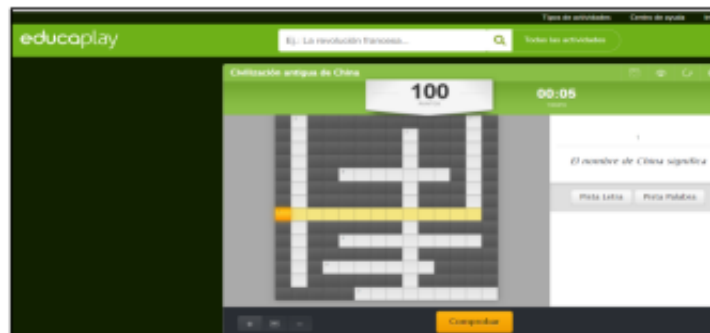 Tipos de actividades Centro de ayuda
educaplay
Ej.: La revolución francesa...
Todas las actividades
Civilización antigua de China
100
00:05
El nombre de China significa
Pista Letra Pista Palabra
Comprobar